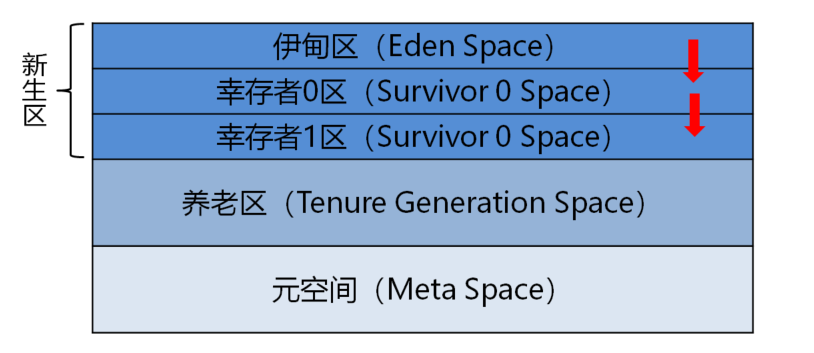 新生区
伊甸区（Eden Space）
幸存者0区（Survivor 0 Space）
幸存者1区（Survivor 0 Space）
养老区（Tenure Generation Space）
元空间（Meta Space）